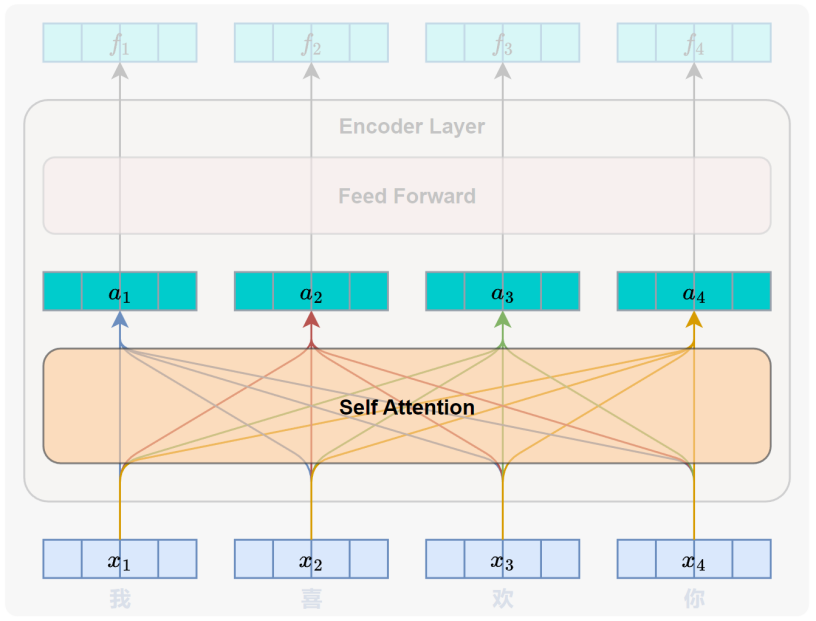 f₁ f₂ f₃ f₄
Encoder Layer
Feed Forward
a₁ a₂ a₃ a₄
Self Attention
x₁ x₂ x₃ x₄
我 喜 欢 你